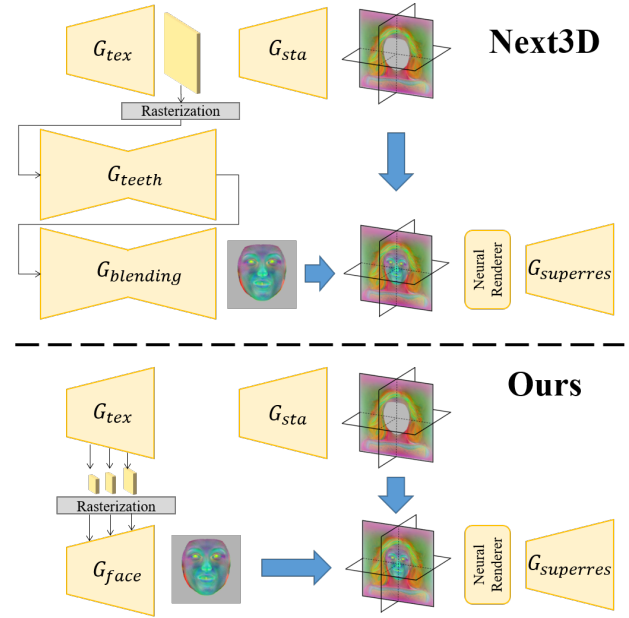 G_tex
G_sta
Next3D
Rasterization
G_teeth
G_blending
Neural
Renderer
G_superres
Ours
G_tex
G_sta
Rasterization
G_face
Neural
Renderer
G_superres